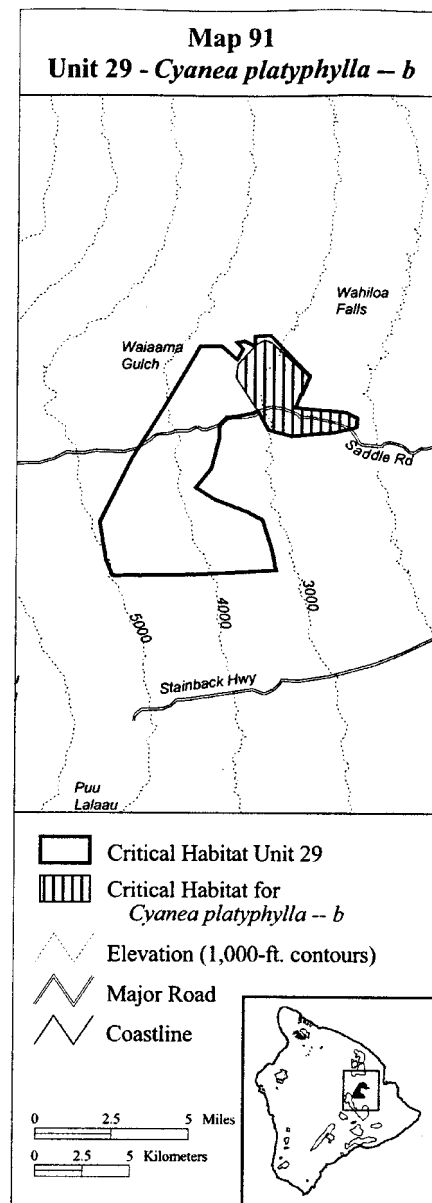 Map 91
Unit 29 - Cyanea platyphylla -- b
Wahiloa
Falls
Waiaama
Gulch
Saddle Rd
5000
4000
3000
Stainback Hwy
Puu
Lalaau
Critical Habitat Unit 29
Critical Habitat for
Cyanea platyphylla -- b
Elevation (1,000-ft. contours)
Major Road
Coastline
0 2.5 5 Miles
0 2.5 5 Kilometers